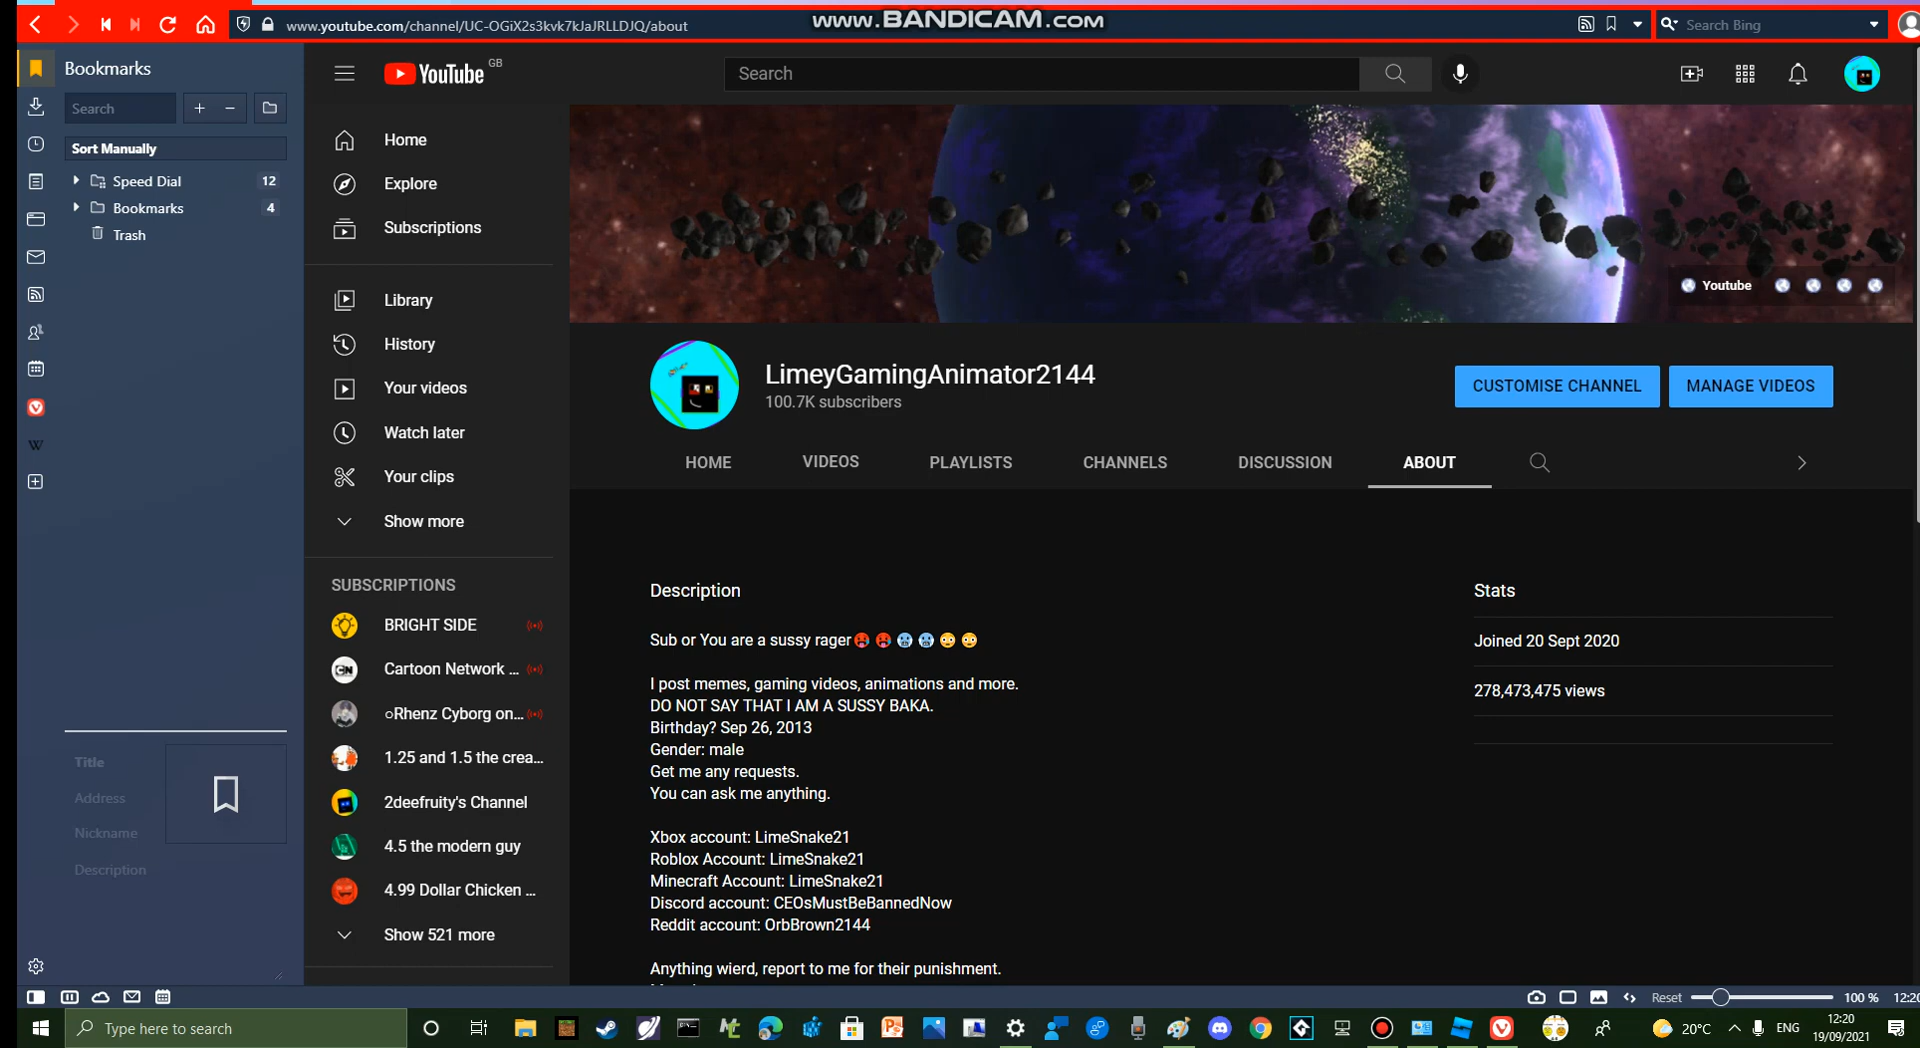 www.BANDICAM.COM
www.youtube.com/channel/UC-OGiX2s3kvk7kJaJRLLDJQ/about
Search Bing
Bookmarks
Search
Sort Manually
Speed Dial 12
Bookmarks 4
Trash
Title
Address
Nickname
Description
YouTube GB
Search
Home
Explore
Subscriptions
Library
History
Your videos
Watch later
Your clips
Show more
SUBSCRIPTIONS
BRIGHT SIDE
Cartoon Network ...
○Rhenz Cyborg on...
1.25 and 1.5 the crea...
2deefruity's Channel
4.5 the modern guy
4.99 Dollar Chicken ...
Show 521 more
Youtube
LimeyGamingAnimator2144
100.7K subscribers
CUSTOMISE CHANNEL
MANAGE VIDEOS
HOME VIDEOS PLAYLISTS CHANNELS DISCUSSION ABOUT
Description
Sub or You are a sussy rager🥵🥵🥶🥶😳😳
I post memes, gaming videos, animations and more.
DO NOT SAY THAT I AM A SUSSY BAKA.
Birthday? Sep 26, 2013
Gender: male
Get me any requests.
You can ask me anything.
Xbox account: LimeSnake21
Roblox Account: LimeSnake21
Minecraft Account: LimeSnake21
Discord account: CEOsMustBeBannedNow
Reddit account: OrbBrown2144
Anything wierd, report to me for their punishment.
Stats
Joined 20 Sept 2020
278,473,475 views
Reset 100 % 12:20
Type here to search
20°C ENG
12:20
19/09/2021